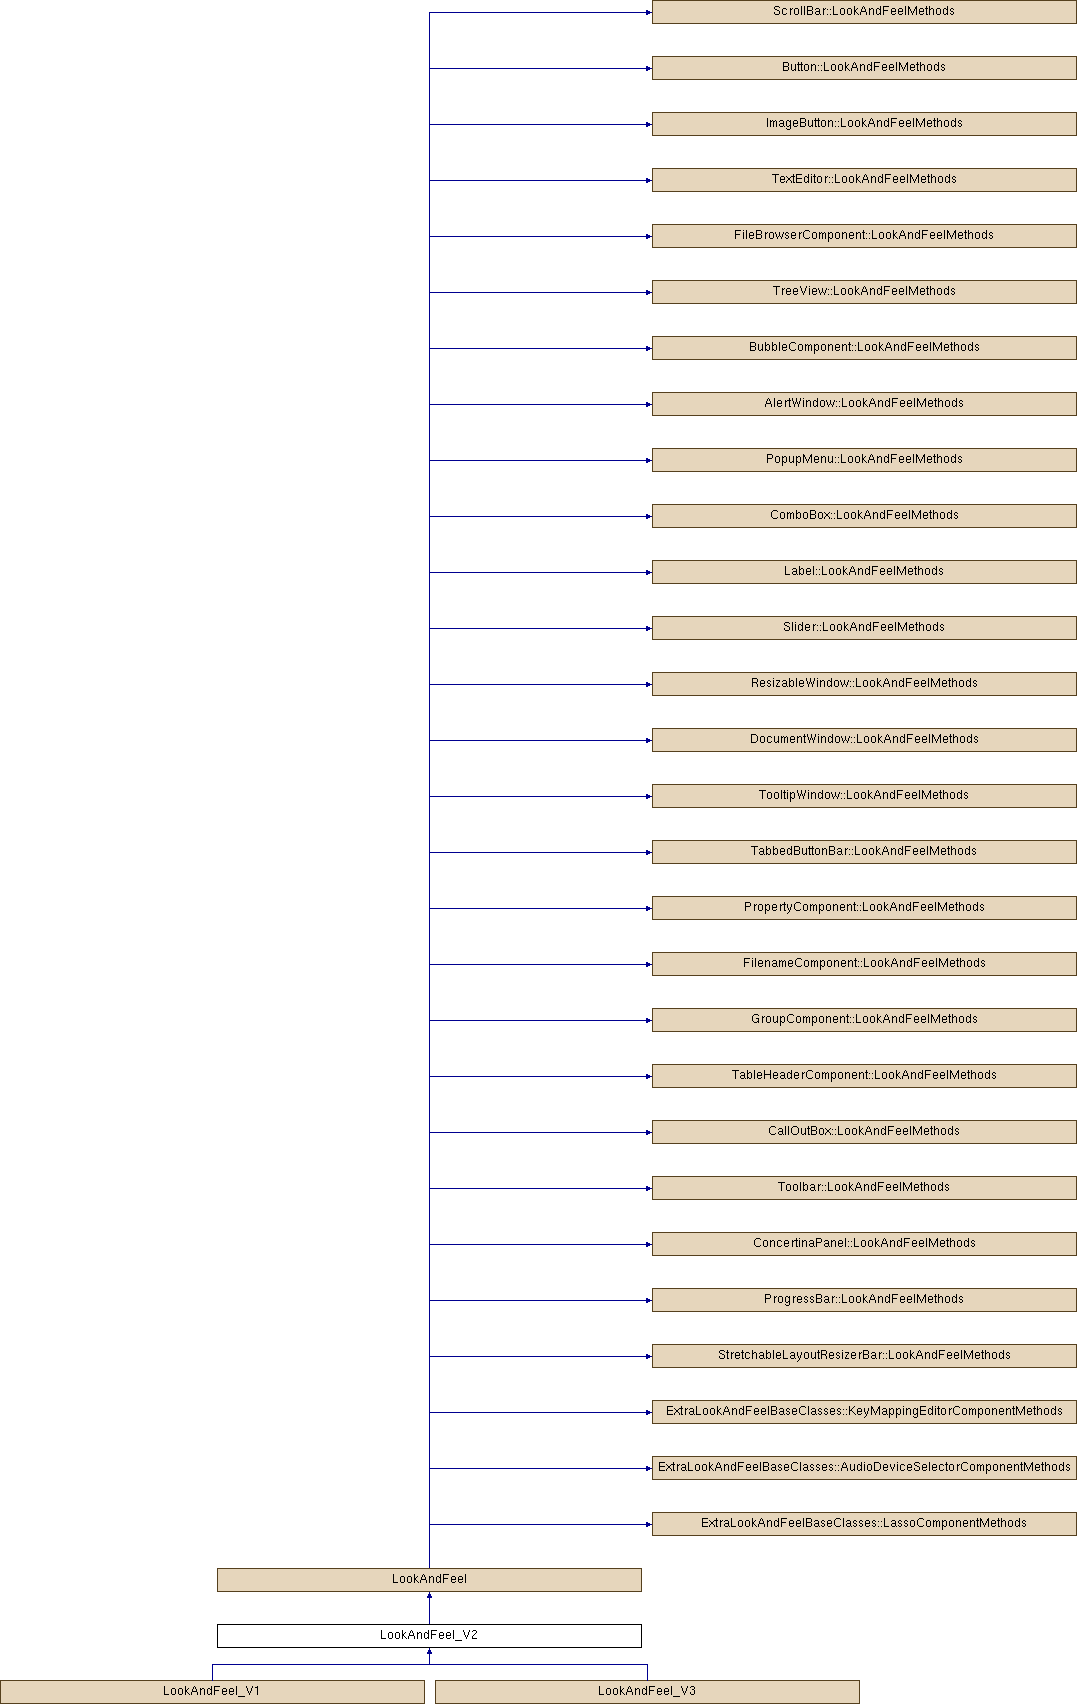 ScrollBar::LookAndFeelMethods
Button::LookAndFeelMethods
ImageButton::LookAndFeelMethods
TextEditor::LookAndFeelMethods
FileBrowserComponent::LookAndFeelMethods
TreeView::LookAndFeelMethods
BubbleComponent::LookAndFeelMethods
AlertWindow::LookAndFeelMethods
PopupMenu::LookAndFeelMethods
ComboBox::LookAndFeelMethods
Label::LookAndFeelMethods
Slider::LookAndFeelMethods
ResizableWindow::LookAndFeelMethods
DocumentWindow::LookAndFeelMethods
TooltipWindow::LookAndFeelMethods
TabbedButtonBar::LookAndFeelMethods
PropertyComponent::LookAndFeelMethods
FilenameComponent::LookAndFeelMethods
GroupComponent::LookAndFeelMethods
TableHeaderComponent::LookAndFeelMethods
CallOutBox::LookAndFeelMethods
Toolbar::LookAndFeelMethods
ConcertinaPanel::LookAndFeelMethods
ProgressBar::LookAndFeelMethods
StretchableLayoutResizerBar::LookAndFeelMethods
ExtraLookAndFeelBaseClasses::KeyMappingEditorComponentMethods
ExtraLookAndFeelBaseClasses::AudioDeviceSelectorComponentMethods
ExtraLookAndFeelBaseClasses::LassoComponentMethods
LookAndFeel
LookAndFeel_V2
LookAndFeel_V1
LookAndFeel_V3